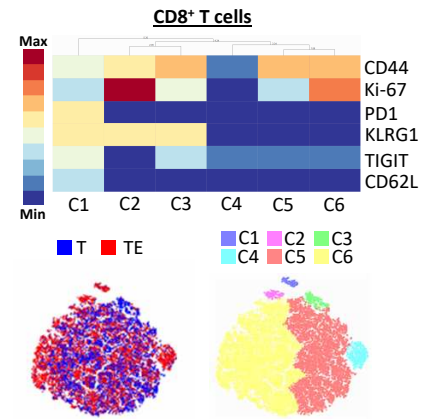 CD8⁺ T cells
Max
CD44
Ki-67
PD1
KLRG1
TIGIT
CD62L
Min
C1 C2 C3 C4 C5 C6
T TE
C1 C2 C3
C4 C5 C6